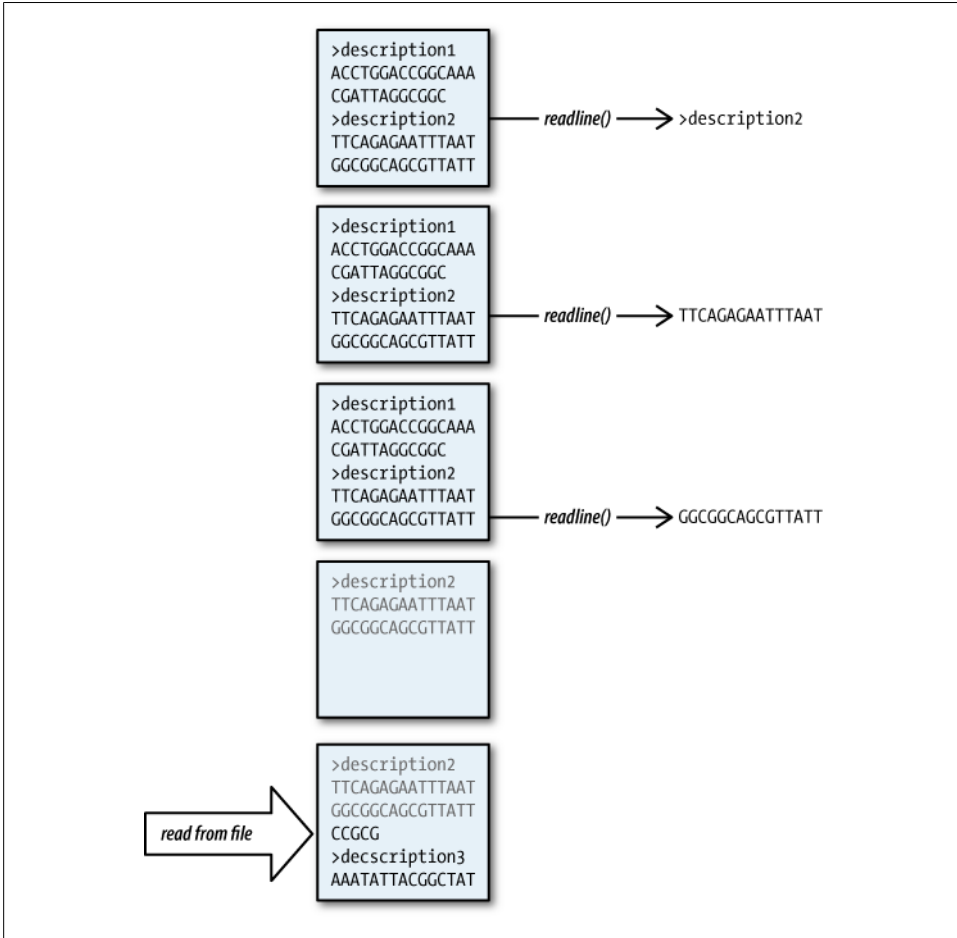 >description1
ACCTGGACCGGCAAA
CGATTAGGCGGC
>description2 readline() >description2
TTCAGAGAATTTAAT
GGCGGCAGCGTTATT
>description1
ACCTGGACCGGCAAA
CGATTAGGCGGC
>description2
TTCAGAGAATTTAAT readline() TTCAGAGAATTTAAT
GGCGGCAGCGTTATT
>description1
ACCTGGACCGGCAAA
CGATTAGGCGGC
>description2
TTCAGAGAATTTAAT
GGCGGCAGCGTTATT readline() GGCGGCAGCGTTATT
>description2
TTCAGAGAATTTAAT
GGCGGCAGCGTTATT
>description2
TTCAGAGAATTTAAT
GGCGGCAGCGTTATT
read from file CCGCG
>decscription3
AAATATTACGGCTAT